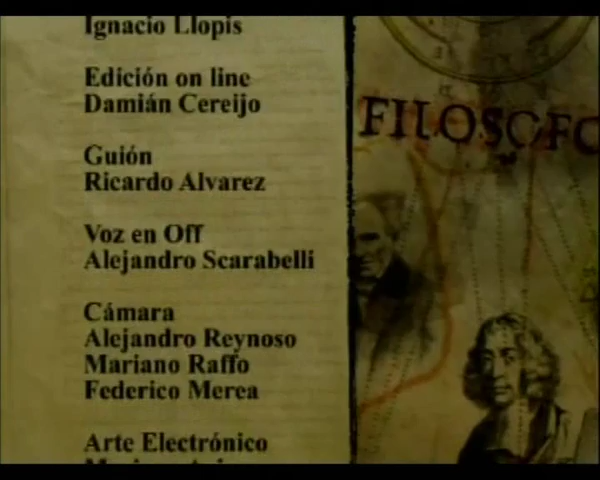 Ignacio Llopis
Edición on line
Damián Cereijo
Guión
Ricardo Alvarez
Voz en Off
Alejandro Scarabelli
Cámara
Alejandro Reynoso
Mariano Raffo
Federico Merea
Arte Electrónico
FILOSOFO